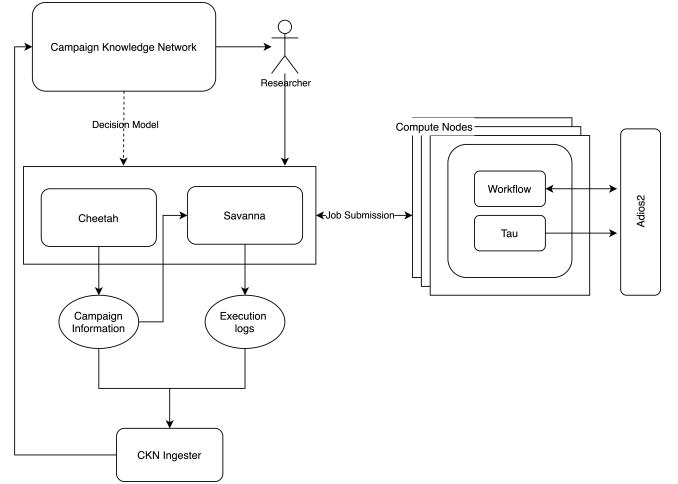 Campaign Knowledge Network
Researcher
Decision Model
Compute Nodes
Cheetah
Savanna
Job Submission
Workflow
Tau
Adios2
Campaign
Information
Execution
logs
CKN Ingester